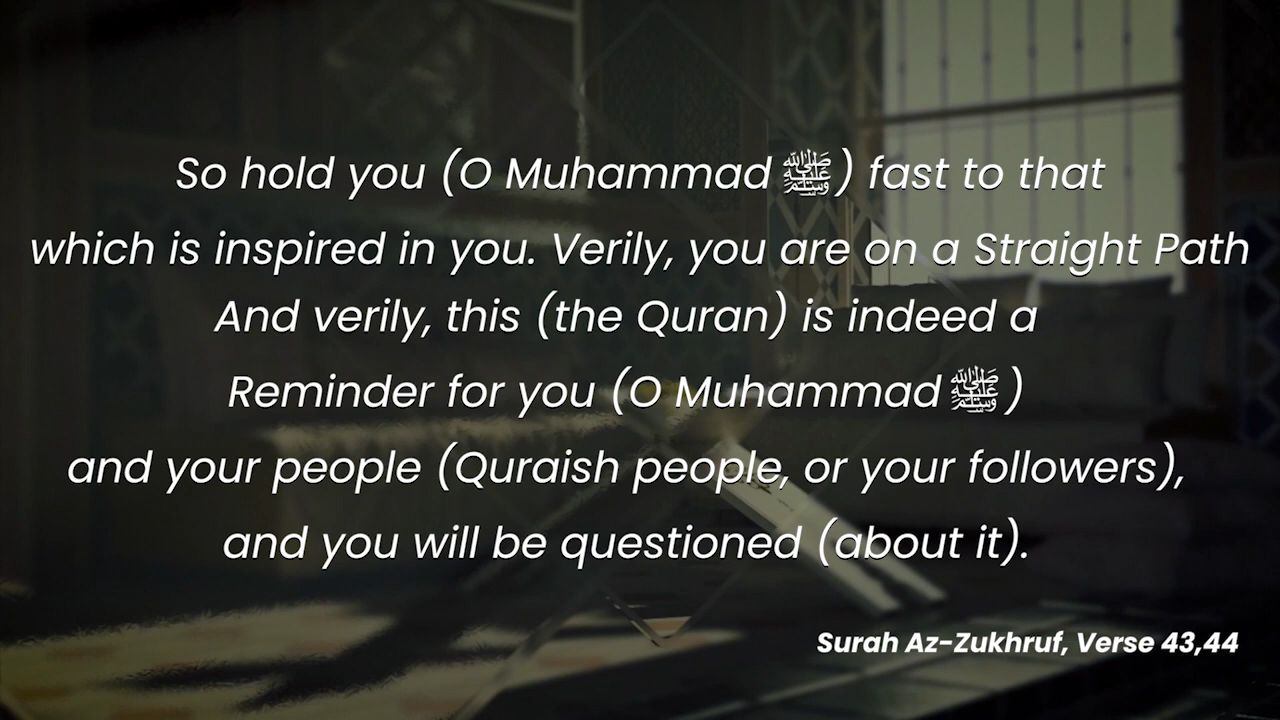 So hold you (O Muhammad ﷺ) fast to that
which is inspired in you. Verily, you are on a Straight Path
And verily, this (the Quran) is indeed a
Reminder for you (O Muhammad ﷺ)
and your people (Quraish people, or your followers),
and you will be questioned (about it).
Surah Az-Zukhruf, Verse 43,44